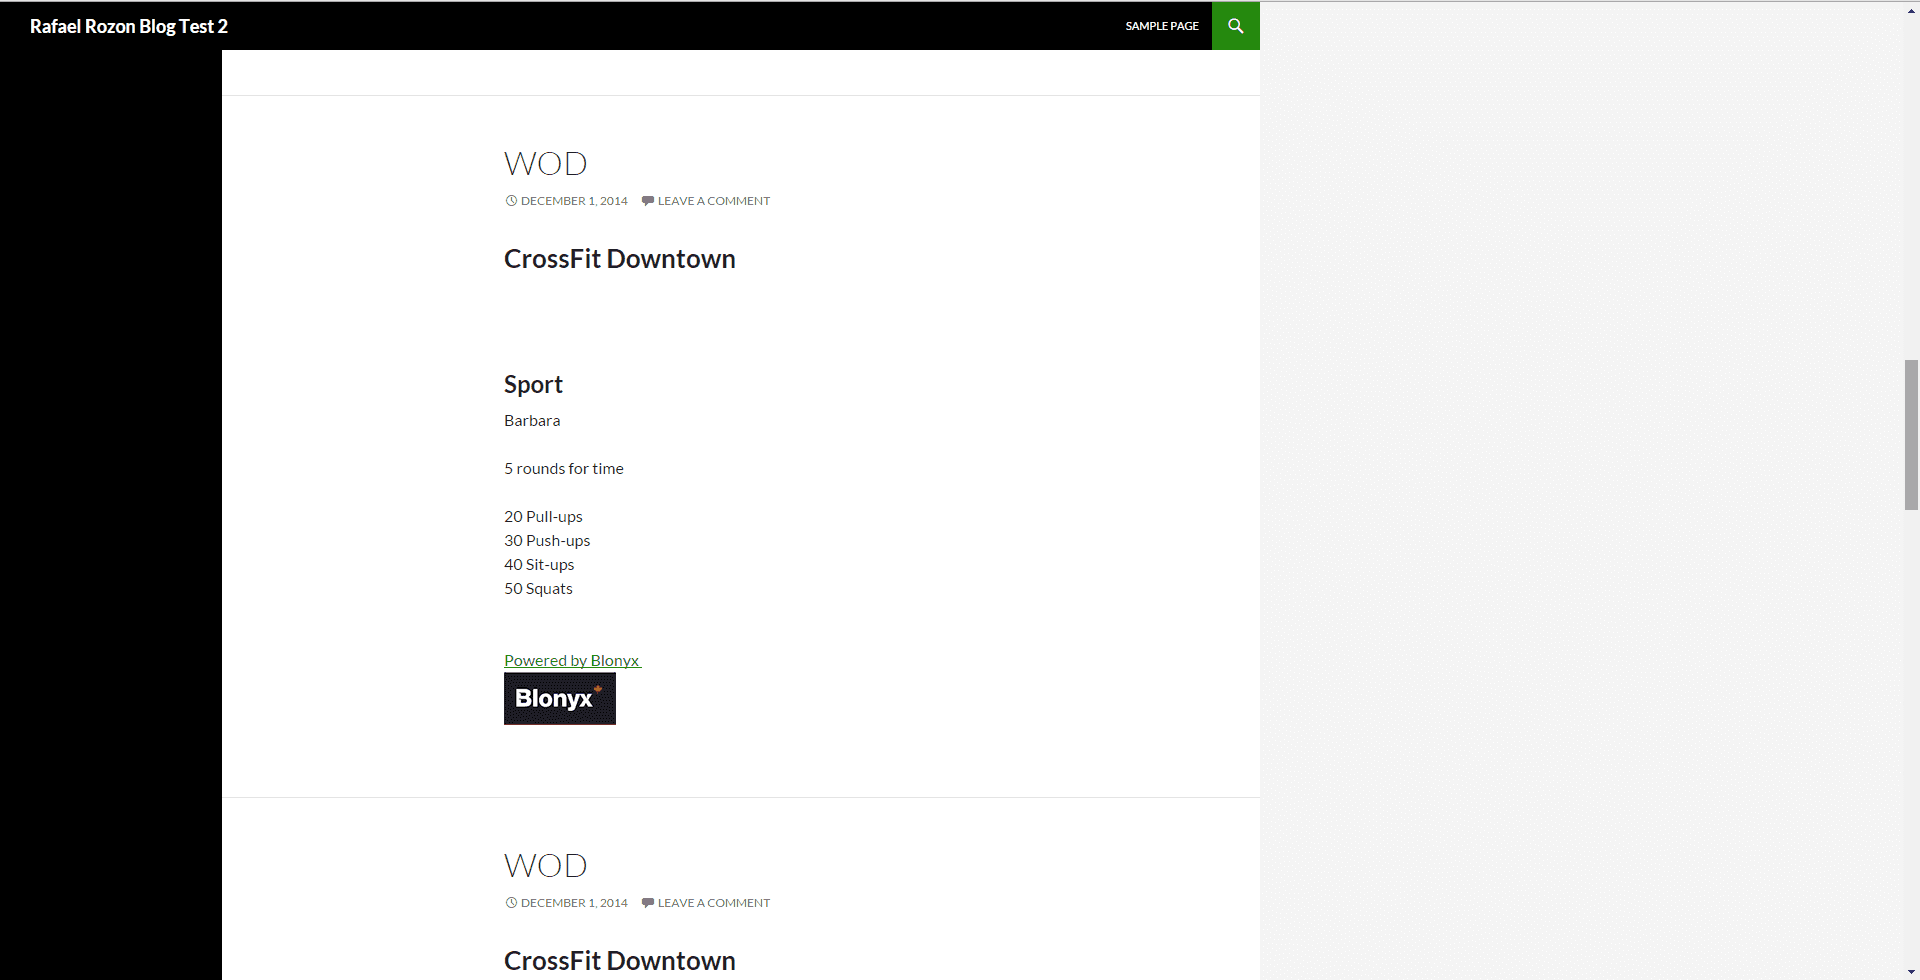 Rafael Rozon Blog Test 2
SAMPLE PAGE
WOD
DECEMBER 1, 2014 LEAVE A COMMENT
CrossFit Downtown
Sport
Barbara
5 rounds for time
20 Pull-ups
30 Push-ups
40 Sit-ups
50 Squats
Powered by Blonyx
Blonyx
WOD
DECEMBER 1, 2014 LEAVE A COMMENT
CrossFit Downtown